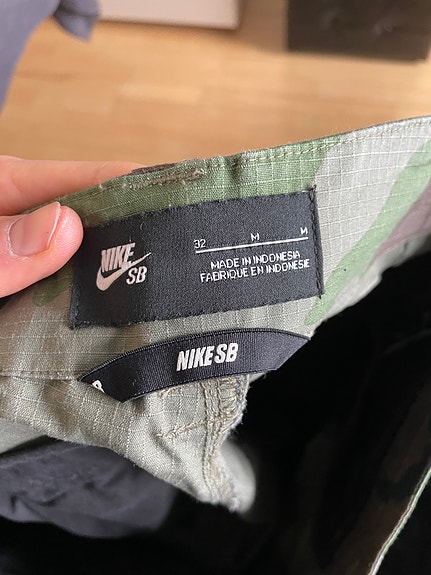 NIKE
SB
32 M M
MADE IN INDONESIA
FABRIQUE EN INDONESIE
NIKE SB